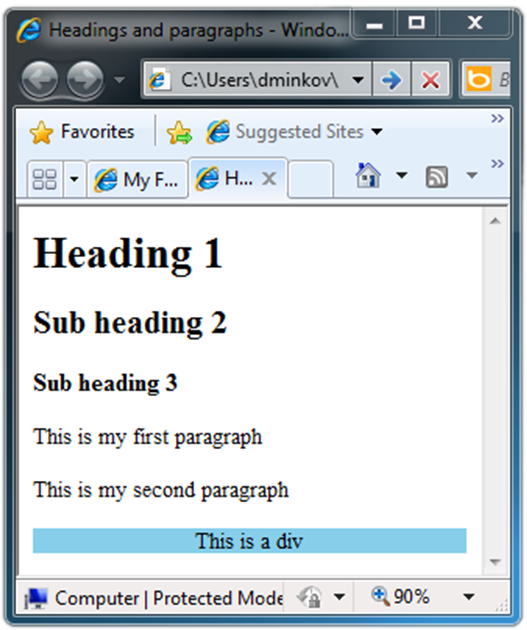 Headings and paragraphs - Windo...
C:\Users\dminkov\
B
Favorites
Suggested Sites
My F...
H...
Heading 1
Sub heading 2
Sub heading 3
This is my first paragraph
This is my second paragraph
This is a div
Computer | Protected Mode
90%